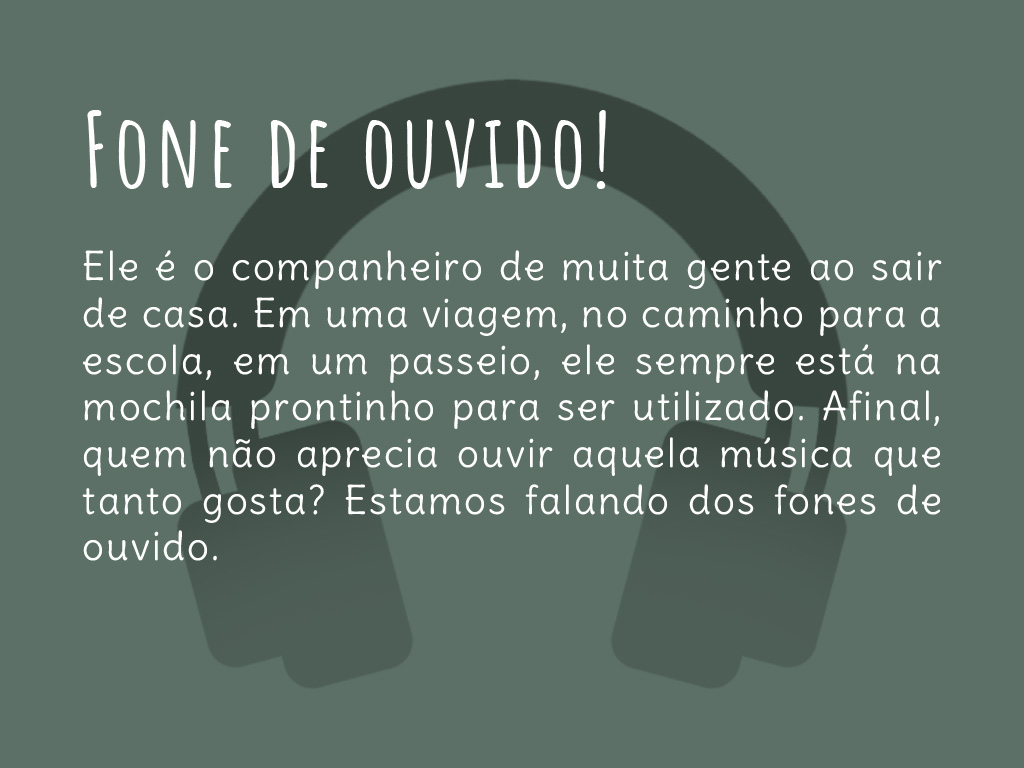 Fone de ouvido!
Ele é o companheiro de muita gente ao sair
de casa. Em uma viagem, no caminho para a
escola, em um passeio, ele sempre está na
mochila prontinho para ser utilizado. Afinal,
quem não aprecia ouvir aquela música que
tanto gosta? Estamos falando dos fones de
ouvido.